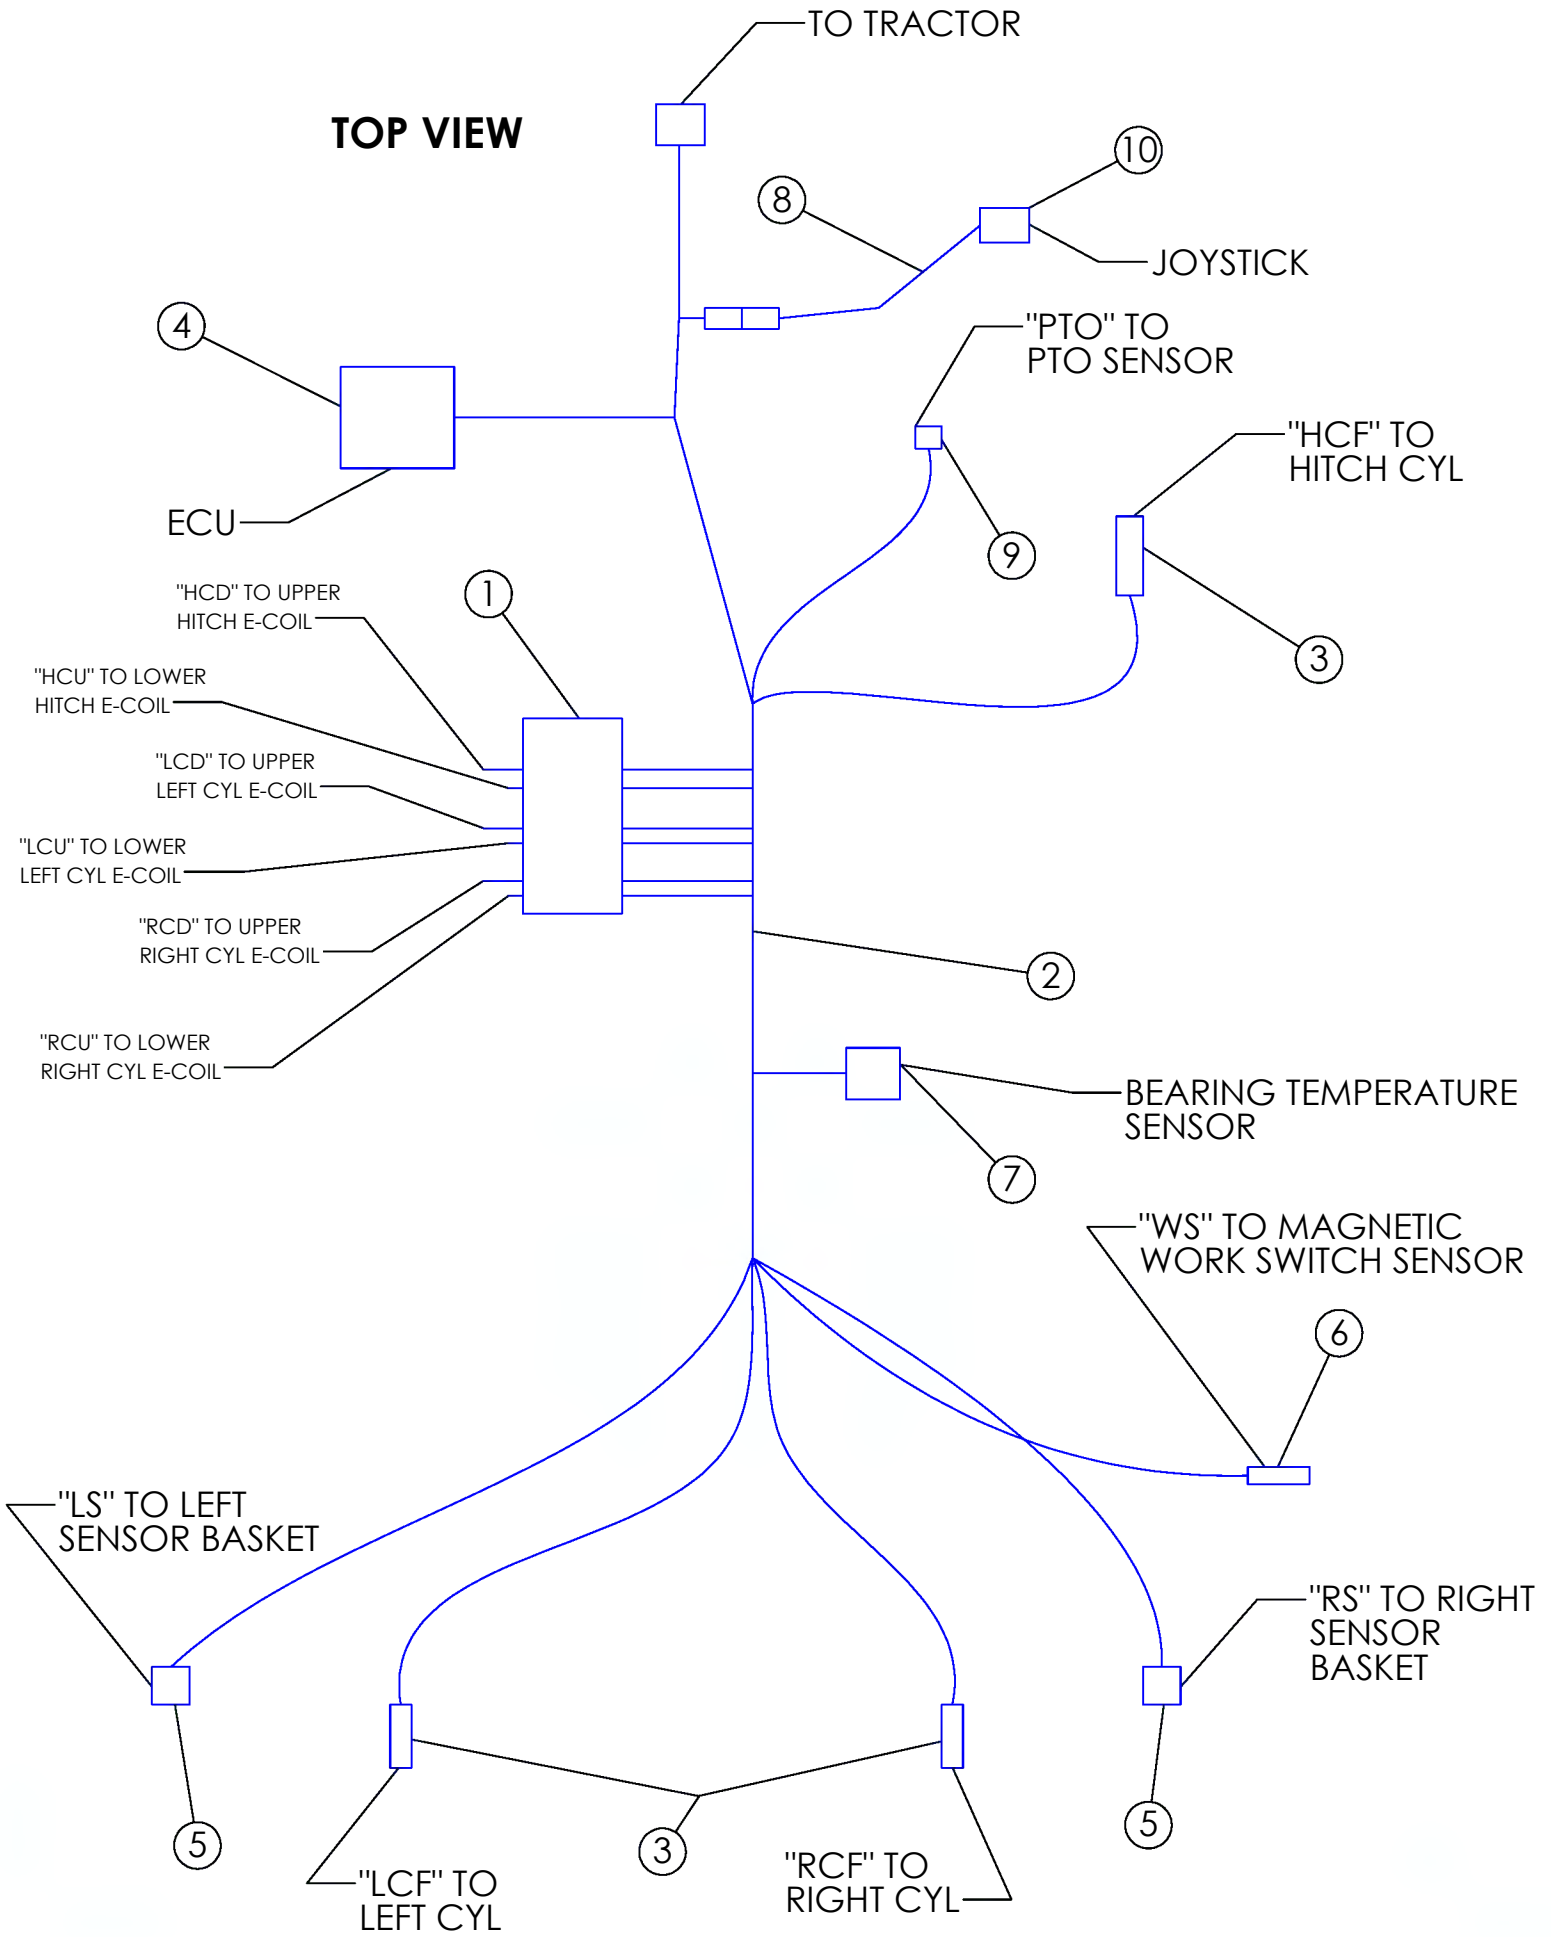 TO TRACTOR
TOP VIEW
10
8
JOYSTICK
4
"PTO" TO
PTO SENSOR
"HCF" TO
HITCH CYL
ECU
9
"HCD" TO UPPER
HITCH E-COIL
1
3
"HCU" TO LOWER
HITCH E-COIL
"LCD" TO UPPER
LEFT CYL E-COIL
"LCU" TO LOWER
LEFT CYL E-COIL
"RCD" TO UPPER
RIGHT CYL E-COIL
2
"RCU" TO LOWER
RIGHT CYL E-COIL
BEARING TEMPERATURE
SENSOR
7
"WS" TO MAGNETIC
WORK SWITCH SENSOR
6
"LS" TO LEFT
SENSOR BASKET
"RS" TO RIGHT
SENSOR
BASKET
5
3
5
"LCF" TO
LEFT CYL
"RCF" TO
RIGHT CYL